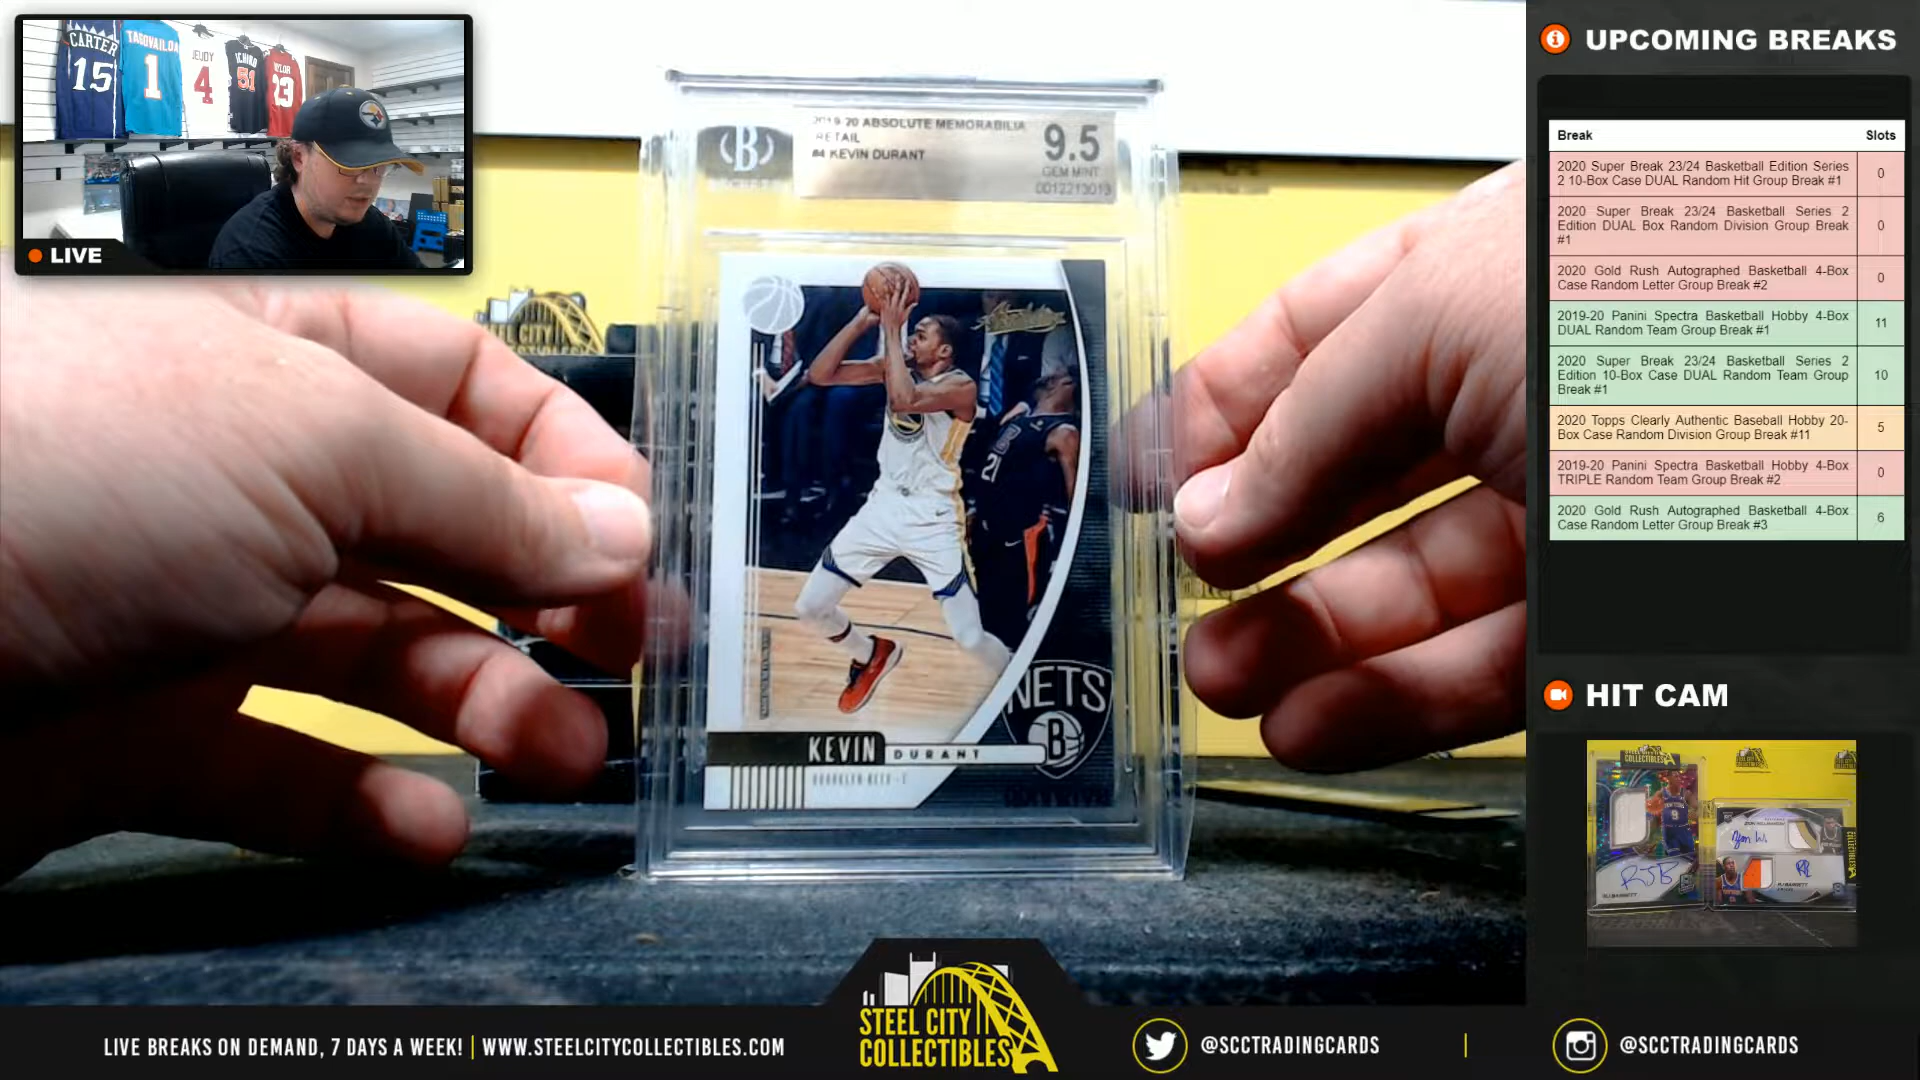 CARTER
15
TAGOVAILOA
1
JEUDY
4
ICHIRO
51
TAYLOR
23
LIVE
2019-20 ABSOLUTE MEMORABILIA
RETAIL
#4 KEVIN DURANT
9.5
GEM MINT
0012213013
B
21
NETS
B
KEVIN DURANT
UPCOMING BREAKS
Break Slots
2020 Super Break 23/24 Basketball Edition Series
2 10-Box Case DUAL Random Hit Group Break #1
0
2020 Super Break 23/24 Basketball Series 2
Edition DUAL Box Random Division Group Break
#1
0
2020 Gold Rush Autographed Basketball 4-Box
Case Random Letter Group Break #2
0
2019-20 Panini Spectra Basketball Hobby 4-Box
DUAL Random Team Group Break #1
11
2020 Super Break 23/24 Basketball Series 2
Edition 10-Box Case DUAL Random Team Group
Break #1
10
2020 Topps Clearly Authentic Baseball Hobby 20-
Box Case Random Division Group Break #11
5
2019-20 Panini Spectra Basketball Hobby 4-Box
TRIPLE Random Team Group Break #2
0
2020 Gold Rush Autographed Basketball 4-Box
Case Random Letter Group Break #3
6
HIT CAM
COLLECTIBLES
9
RJ BARRETT
LIVE BREAKS ON DEMAND, 7 DAYS A WEEK! | WWW.STEELCITYCOLLECTIBLES.COM
STEEL CITY
COLLECTIBLES
@SCCTRADINGCARDS
@SCCTRADINGCARDS